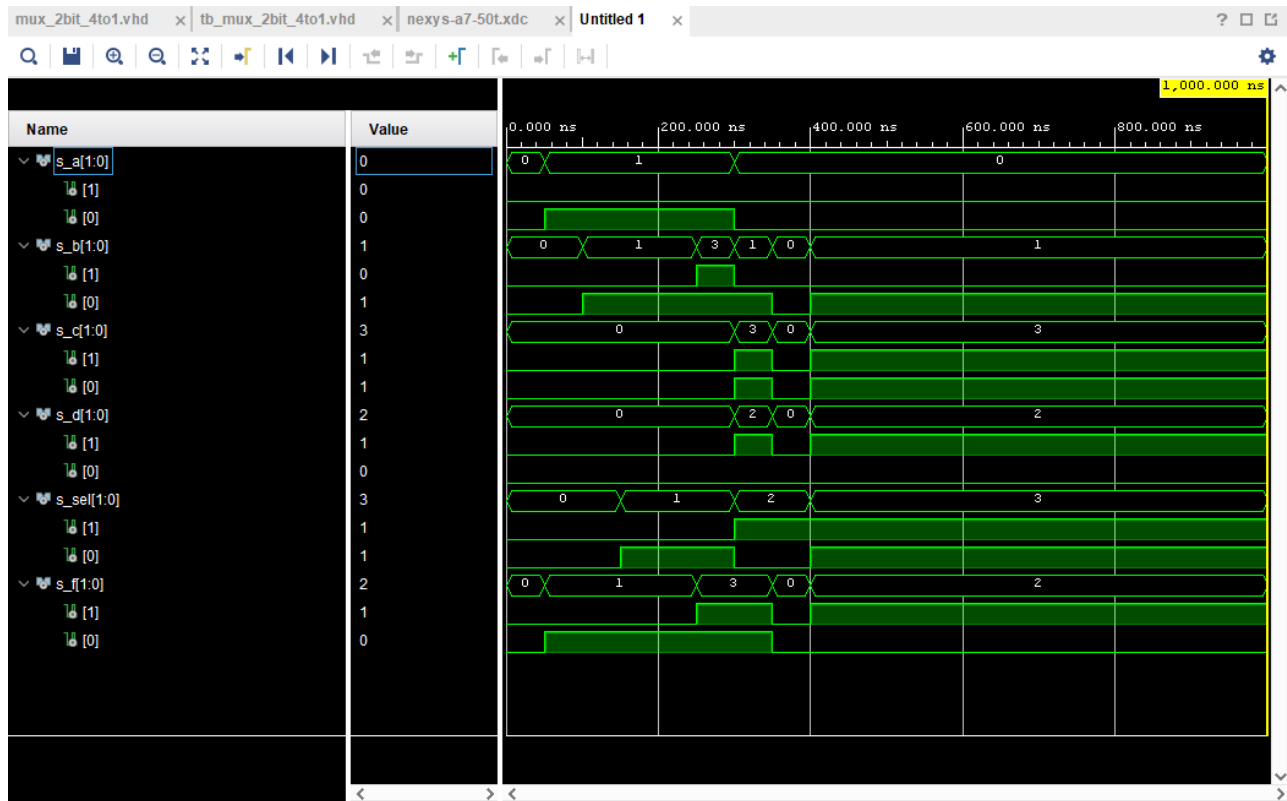 mux_2bit_4to1.vhd × tb_mux_2bit_4to1.vhd × nexys-a7-50t.xdc × Untitled 1 × ?
1,000.000 ns
Name Value 0.000 ns 200.000 ns 400.000 ns 600.000 ns 800.000 ns
s_a[1:0] 0 0 1 0
[1] 0
[0] 0
s_b[1:0] 1 0 1 3 1 0 1
[1] 0
[0] 1
s_c[1:0] 3 0 3 0 3
[1] 1
[0] 1
s_d[1:0] 2 0 2 0 2
[1] 1
[0] 0
s_sel[1:0] 3 0 1 2 3
[1] 1
[0] 1
s_f[1:0] 2 0 1 3 0 2
[1] 1
[0] 0